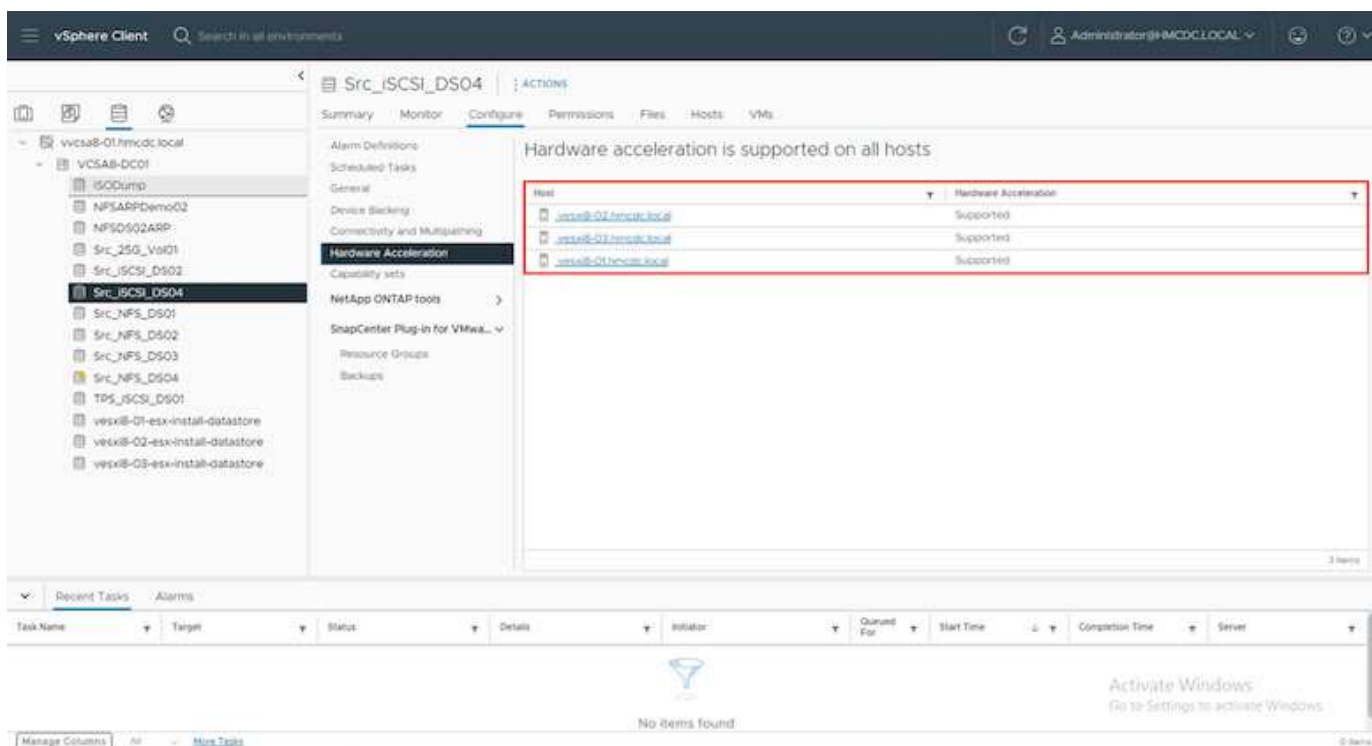 vSphere Client
Search in all environments
Administrator@HMCDC.LOCAL
Src_iSCSI_DS04
ACTIONS
Summary Monitor Configure Permissions Files Hosts VMs
vvcsa8-01.hmcdc.local
VCSA8-DC01
ISODump
NFSARPDemo02
NFSDS02ARP
Src_25G_Vol01
Src_iSCSI_DS02
Src_iSCSI_DS04
Src_NFS_DS01
Src_NFS_DS02
Src_NFS_DS03
Src_NFS_DS04
TPS_iSCSI_DS01
vesxi8-01-esx-install-datastore
vesxi8-02-esx-install-datastore
vesxi8-03-esx-install-datastore
Alarm Definitions
Scheduled Tasks
General
Device Backing
Connectivity and Multipathing
Hardware Acceleration
Capability sets
NetApp ONTAP tools
SnapCenter Plug-in for VMwa...
Resource Groups
Backups
Hardware acceleration is supported on all hosts
Host Hardware Acceleration
vesxi8-02.hmcdc.local Supported
vesxi8-03.hmcdc.local Supported
vesxi8-01.hmcdc.local Supported
3 items
Recent Tasks Alarms
Task Name Target Status Details Initiator Queued For Start Time Completion Time Server
No items found
Activate Windows
Go to Settings to activate Windows.
Manage Columns All More Tasks
0 items